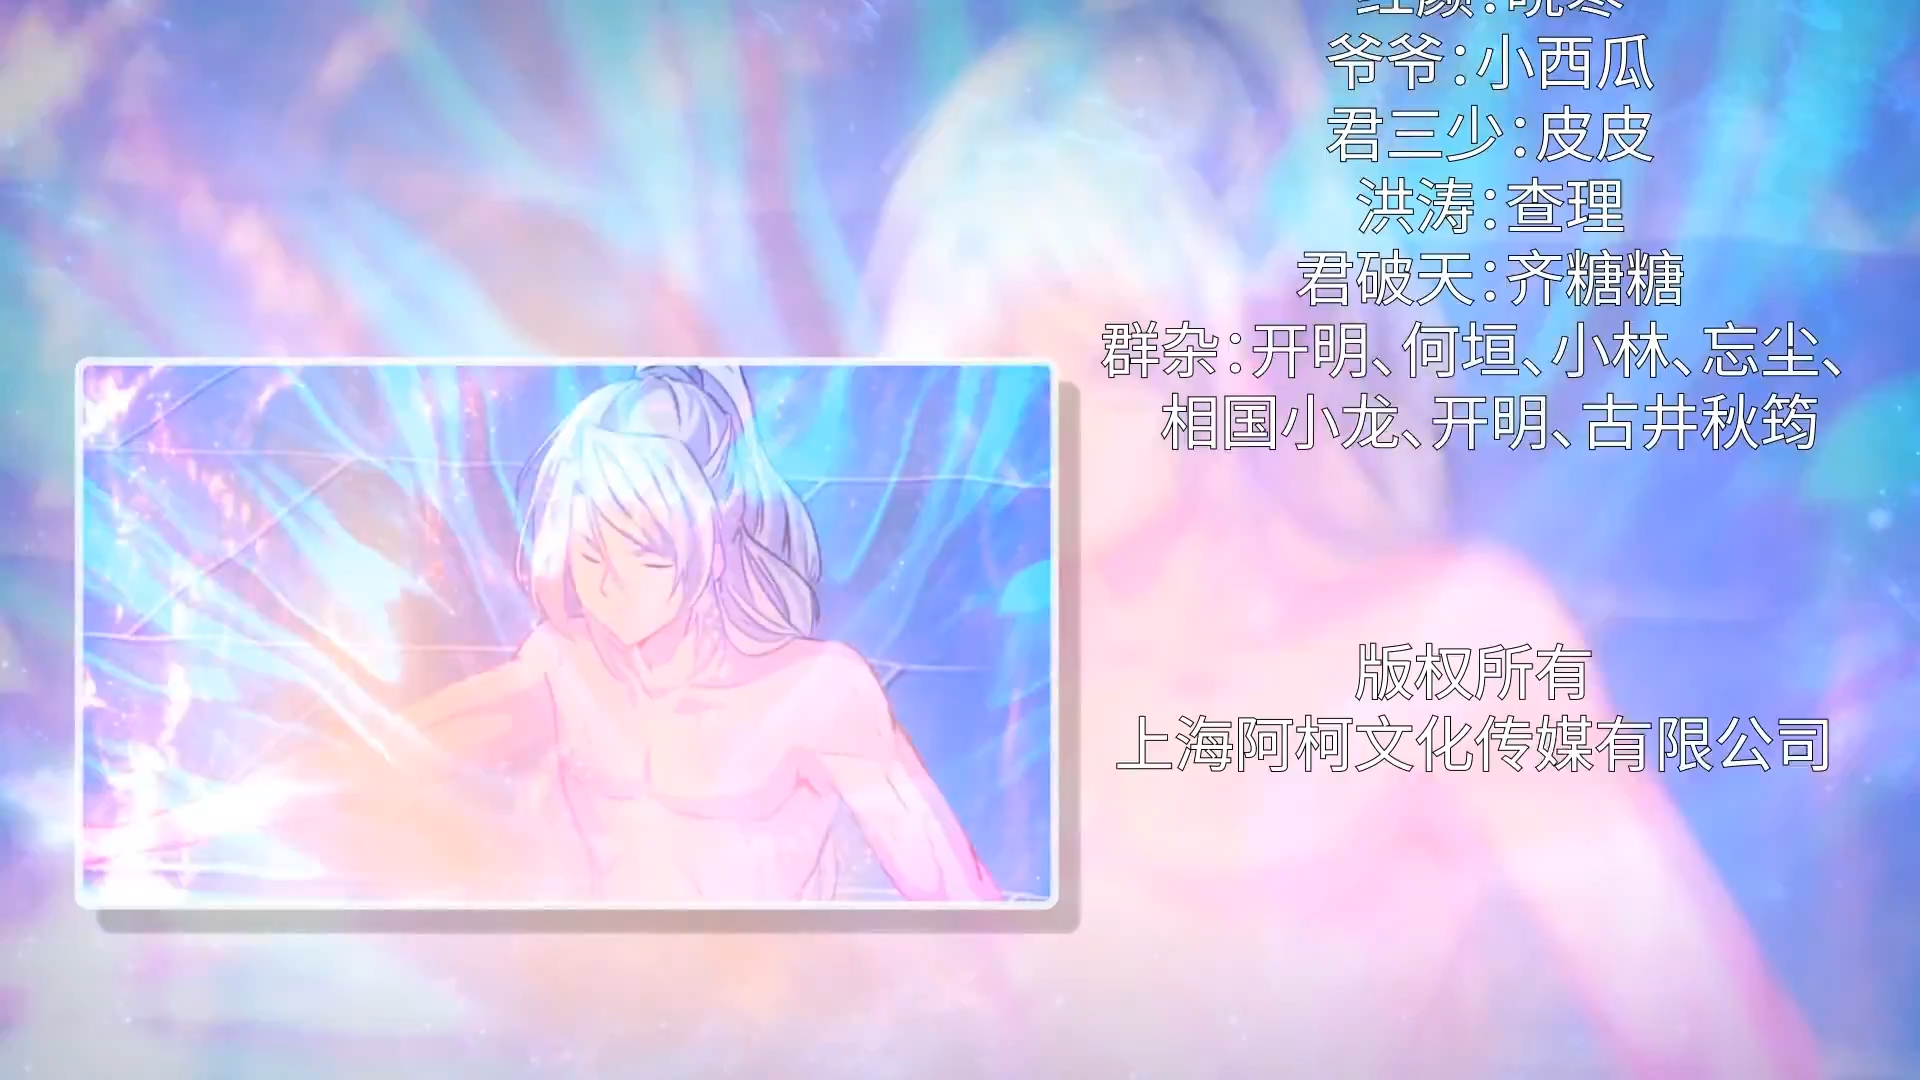 爷爷：小西瓜
君三少：皮皮
洪涛：查理
君破天：齐糖糖
群杂：开明、何垣、小林、忘尘、
相国小龙、开明、古井秋筠
版权所有
上海阿柯文化传媒有限公司